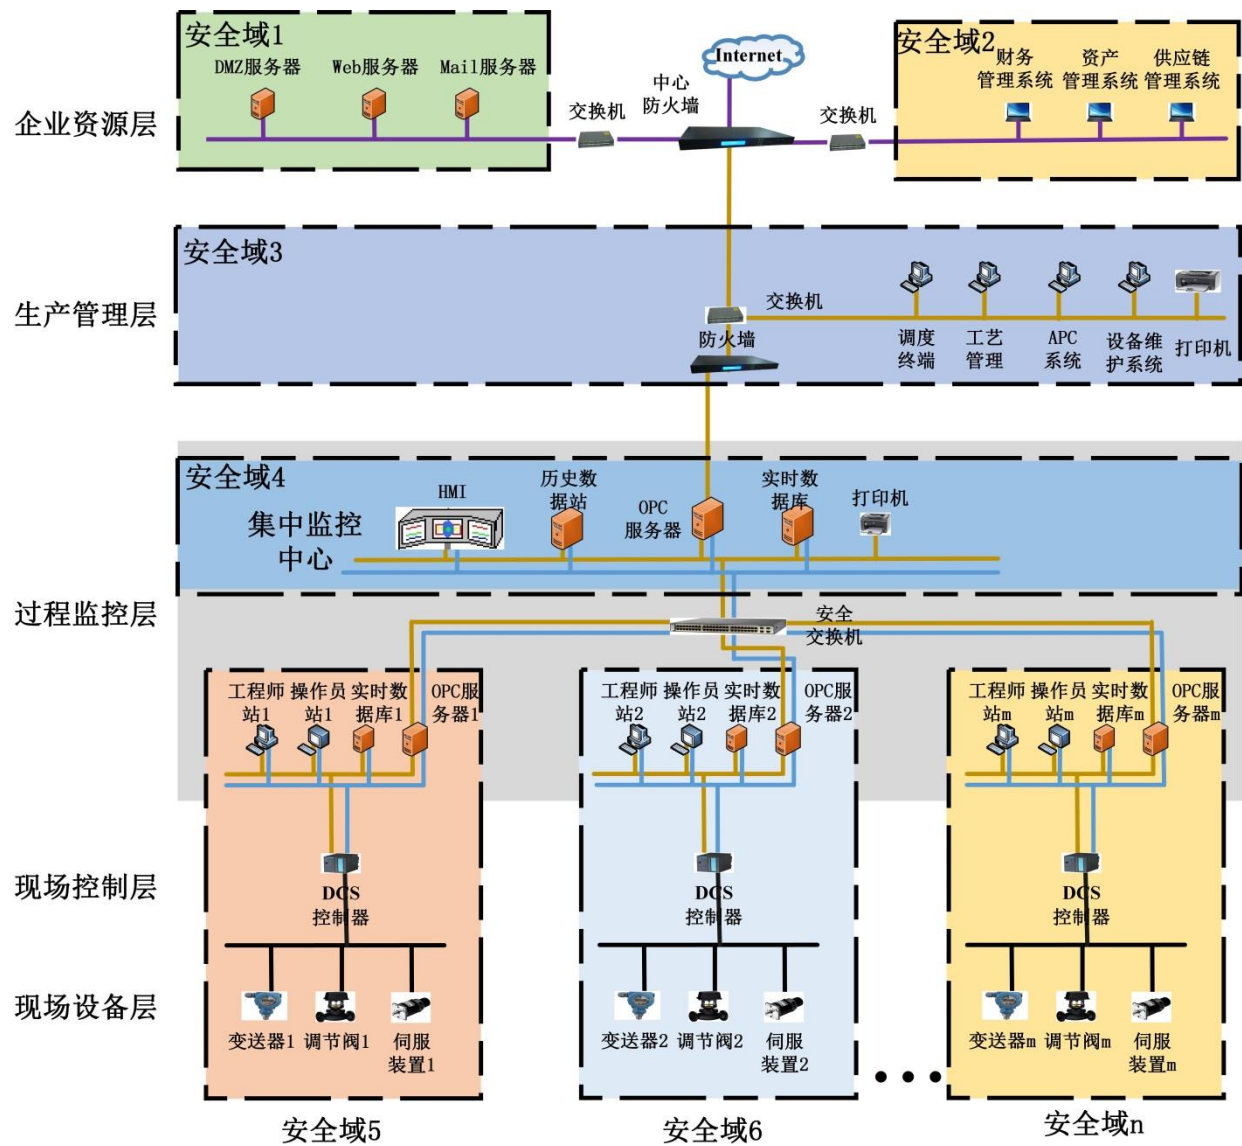 安全域1
DMZ服务器
Web服务器
Mail服务器
企业资源层
交换机
中心
防火墙
Internet
交换机
安全域2
财务
管理系统
资产
管理系统
供应链
管理系统
安全域3
生产管理层
交换机
防火墙
调度
终端
工艺
管理
APC
系统
设备维
护系统
打印机
安全域4
集中监控
中心
HMI
历史数
据站
OPC
服务器
实时数
据库
打印机
过程监控层
安全
交换机
工程师
站1
操作员
站1
实时数
据库1
OPC服
务器1
工程师
站2
操作员
站2
实时数
据库2
OPC服
务器2
工程师
站m
操作员
站m
实时数
据库m
OPC服
务器m
现场控制层
DCS
控制器
DCS
控制器
DCS
控制器
现场设备层
变送器1
调节阀1
伺服
装置1
变送器2
调节阀2
伺服
装置2
变送器m
调节阀m
伺服
装置m
安全域5
安全域6
安全域n